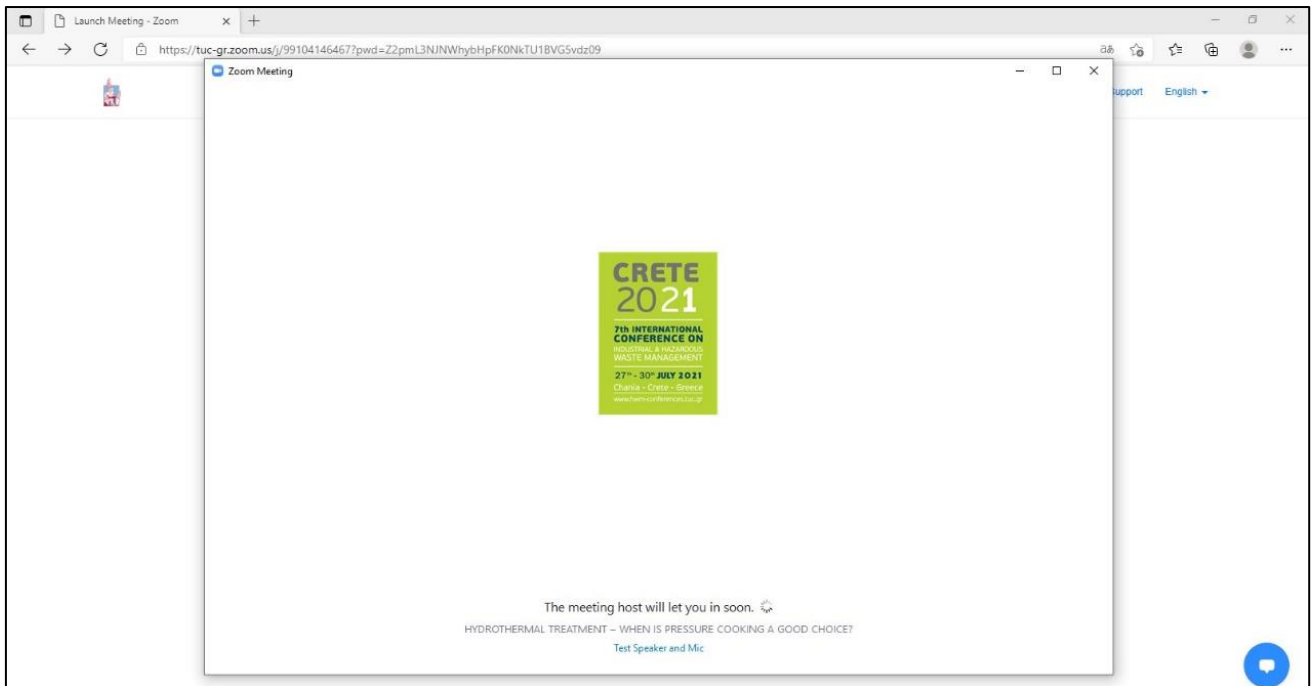 Launch Meeting - Zoom
https://tuc-gr.zoom.us/j/99104146467?pwd=Z2pmL3NJNWhybHpFK0NkTU1BVG5vdz09
Zoom Meeting
upport English
CRETE
2021
7th INTERNATIONAL
CONFERENCE ON
INDUSTRIAL & HAZARDOUS
WASTE MANAGEMENT
27th - 30th JULY 2021
Chania - Crete - Greece
The meeting host will let you in soon.
HYDROTHERMAL TREATMENT – WHEN IS PRESSURE COOKING A GOOD CHOICE?
Test Speaker and Mic